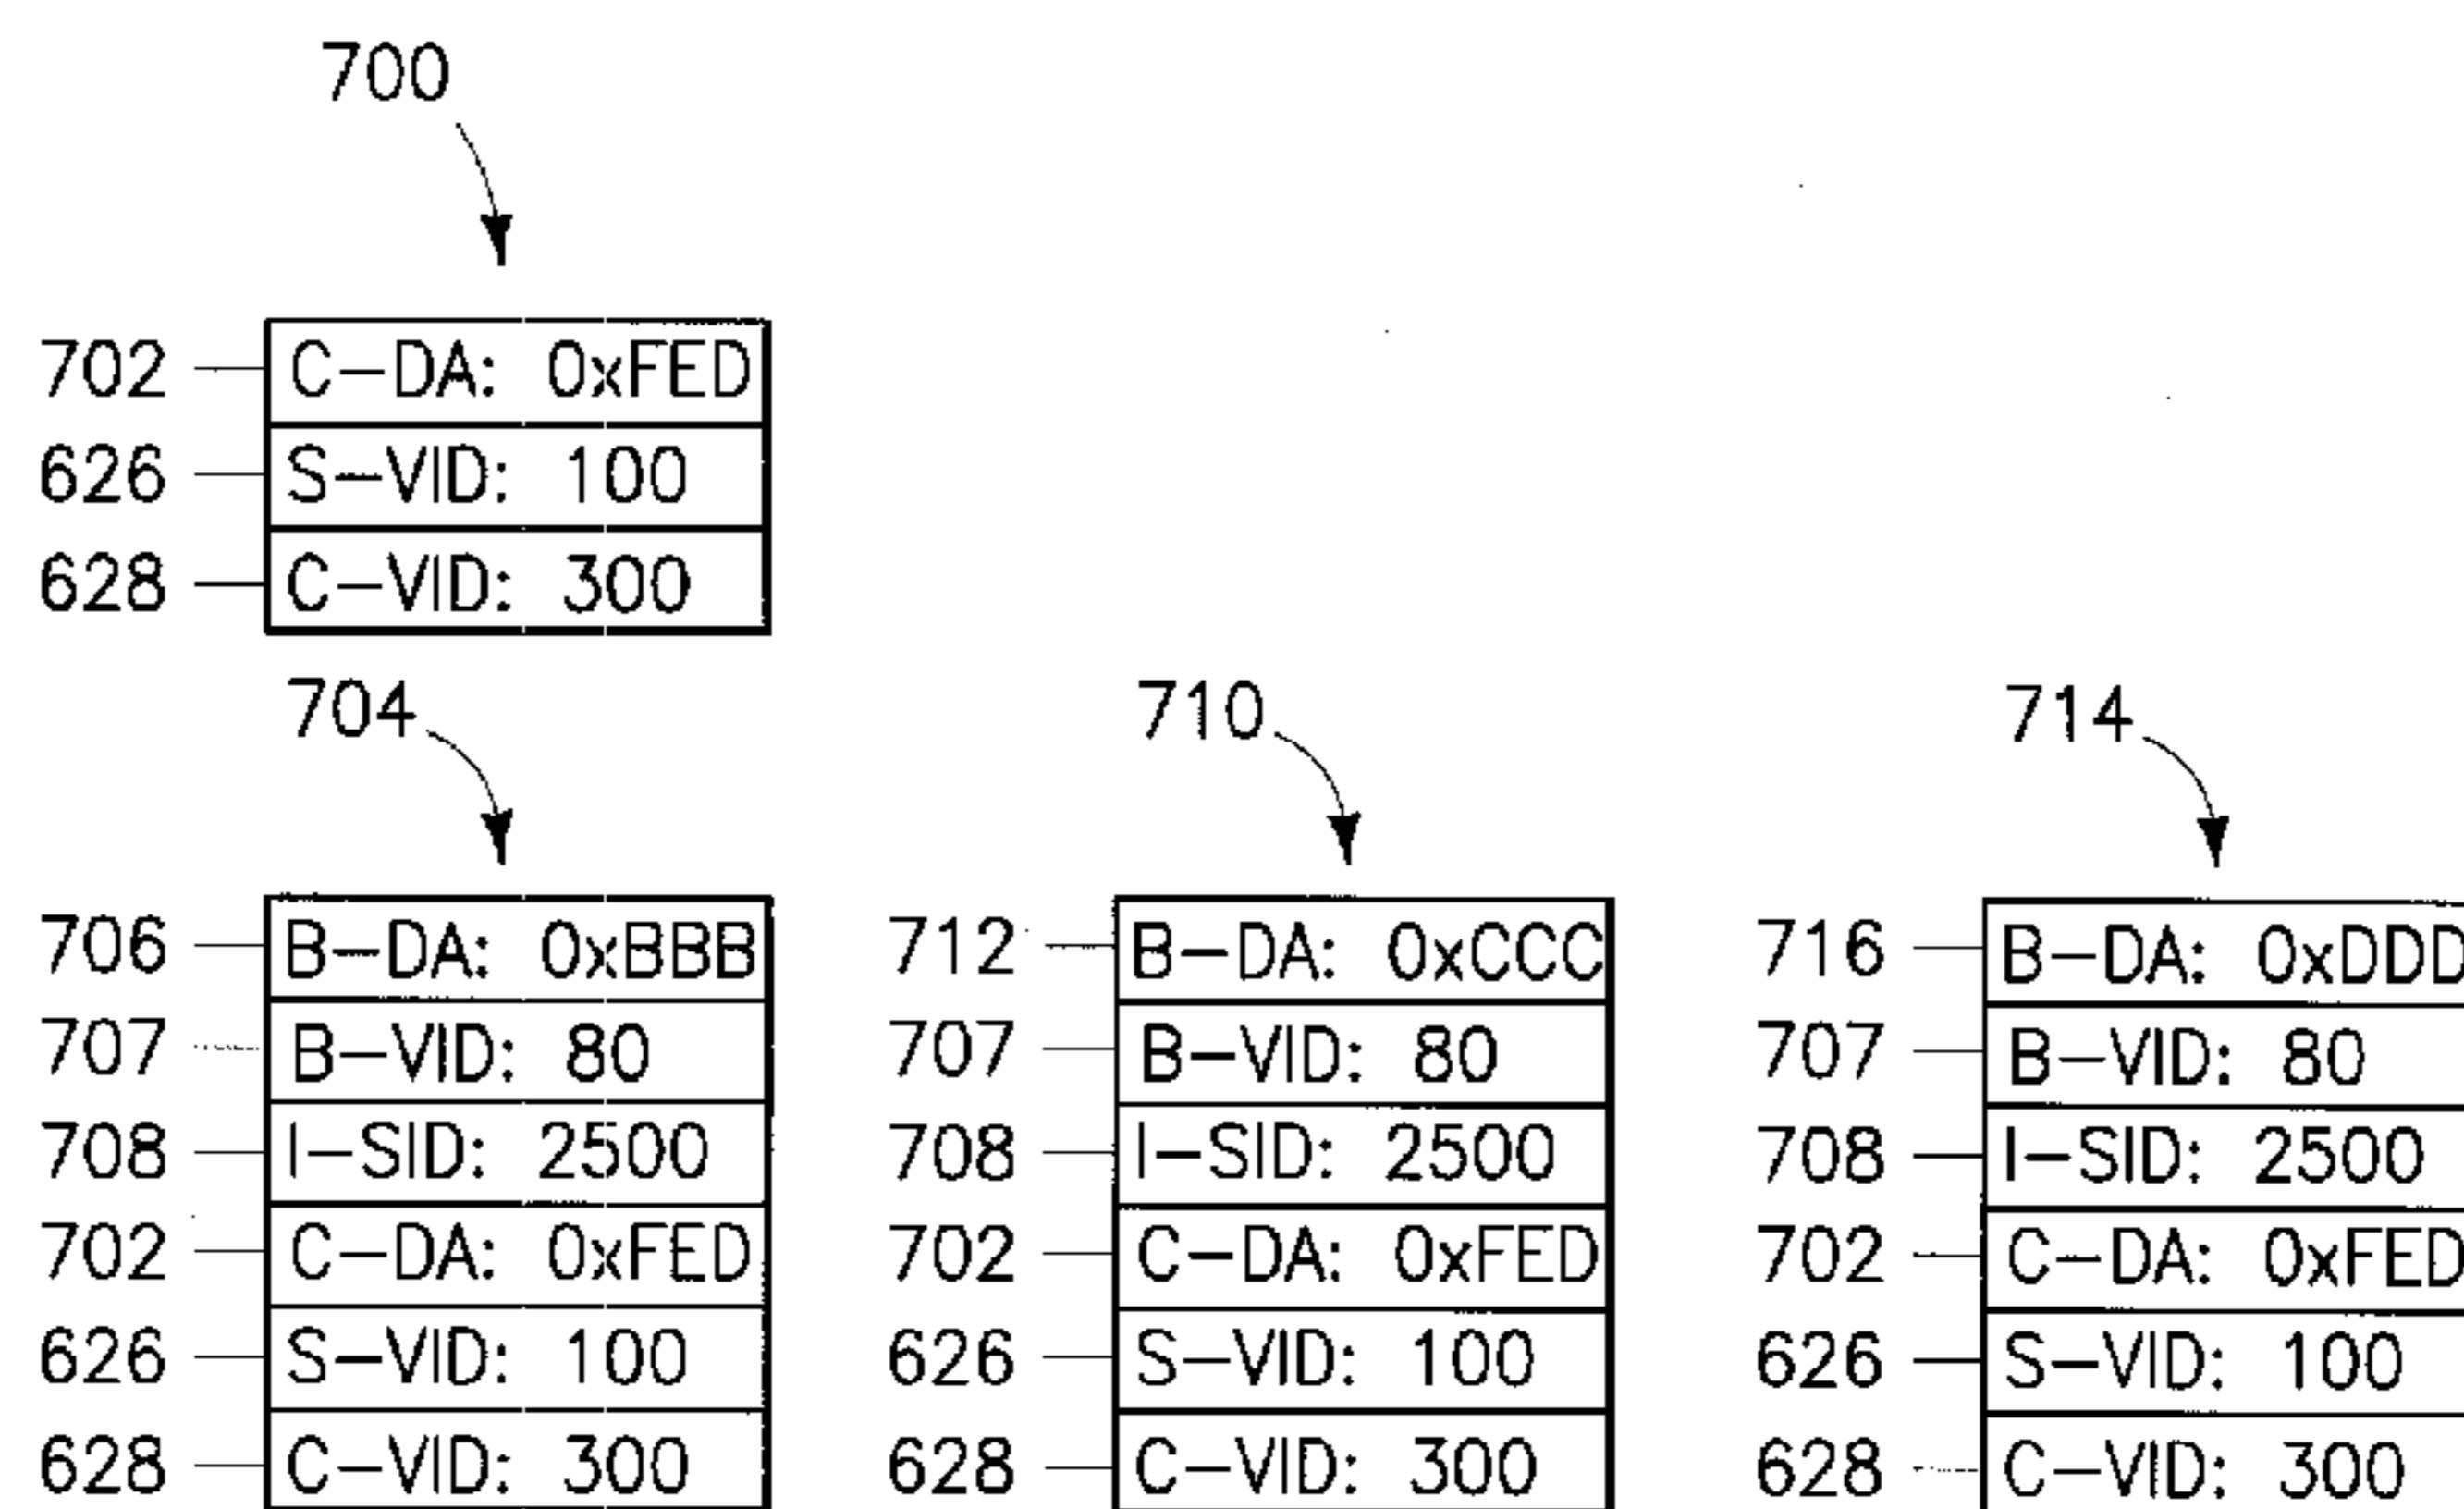 700
702 C-DA: 0xFED
626 S-VID: 100
628 C-VID: 300
704 710 714
706 B-DA: 0xBBB 712 B-DA: 0xCCC 716 B-DA: 0xDDD
707 B-VID: 80 707 B-VID: 80 707 B-VID: 80
708 I-SID: 2500 708 I-SID: 2500 708 I-SID: 2500
702 C-DA: 0xFED 702 C-DA: 0xFED 702 C-DA: 0xFED
626 S-VID: 100 626 S-VID: 100 626 S-VID: 100
628 C-VID: 300 628 C-VID: 300 628 C-VID: 300